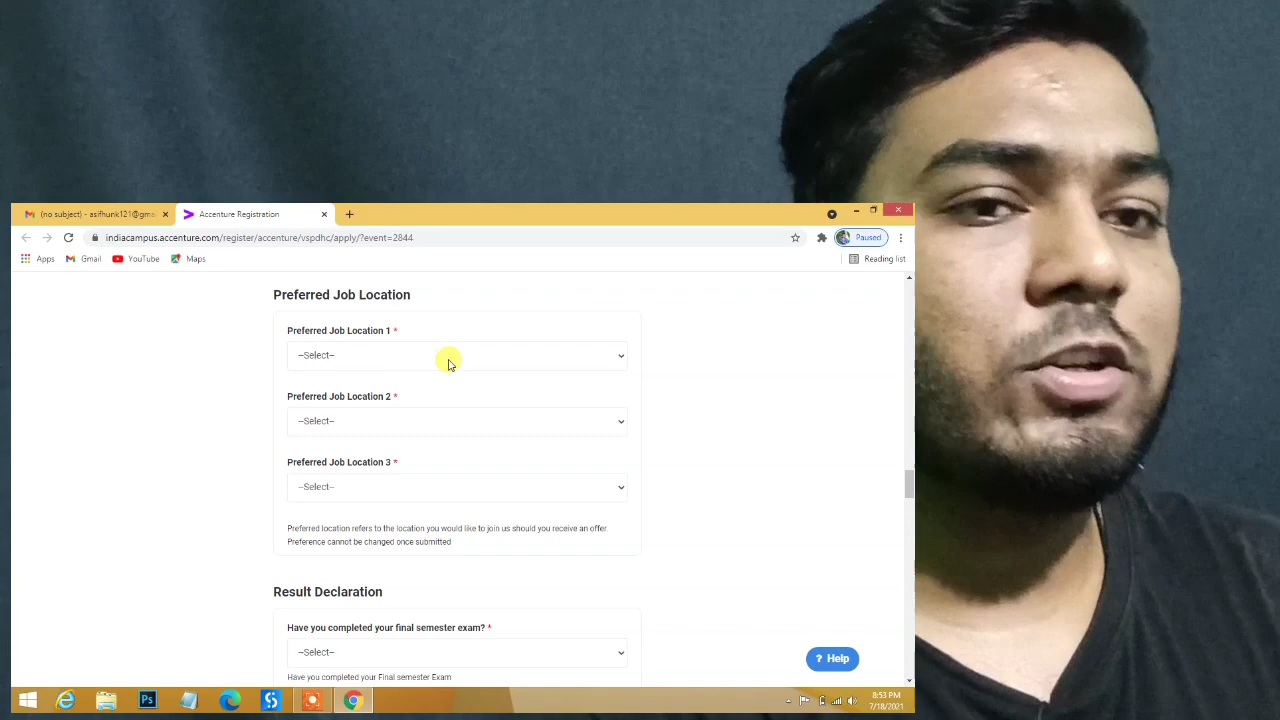 (no subject) - asifhunk121@gma
Accenture Registration
indiacampus.accenture.com/register/accenture/vspdhc/apply/?event=2844
Paused
Apps
Gmail
YouTube
Maps
Reading list
Preferred Job Location
Preferred Job Location 1 *
--Select--
Preferred Job Location 2 *
--Select--
Preferred Job Location 3 *
--Select--
Preferred location refers to the location you would like to join us should you receive an offer.
Preference cannot be changed once submitted
Result Declaration
Have you completed your final semester exam? *
--Select--
Have you completed your Final semester Exam
? Help
Ps
8:53 PM
7/18/2021